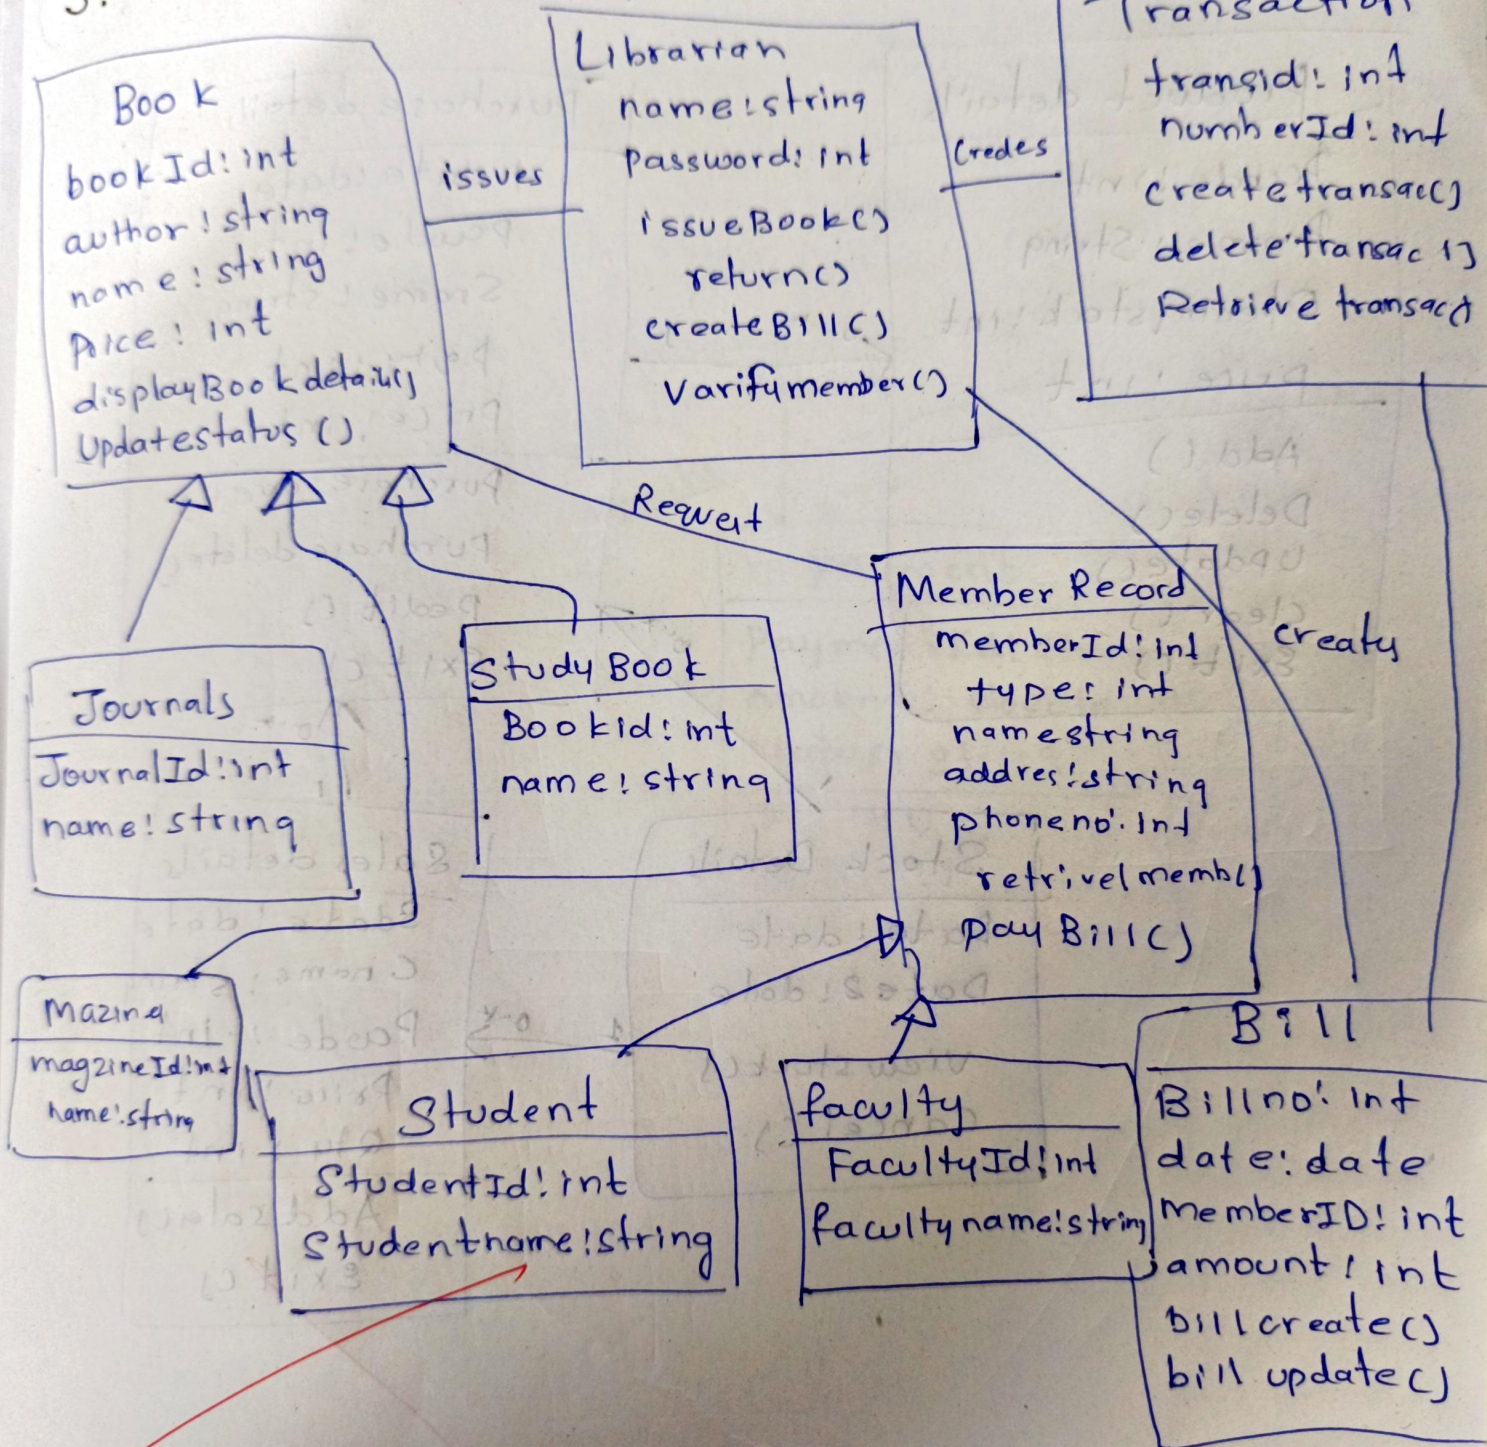 Book
bookId: int
author: string
name: string
Price: int
displayBookdetails()
Updatestatus ()
issues
Librarian
name: string
Password: int
issueBook()
return()
createBill()
Varifymember()
Credes
Transaction
transid: int
numberId: int
createtransac()
deletetransac()
Retrieve transact
Request
Journals
JournalId: int
name: string
Study Book
Bookid: int
name: string
Member Record
memberId: int
type: int
namestring
addres: string
phoneno: Int
retrivelmemb()
pay Bill()
creaty
Mazina
magzineId: int
name: string
Student
StudentId: int
Studentname: string
faculty
FacultyId: int
facultyname: string
Bill
Billno: Int
date: date
MemberID: int
amount: int
billcreate()
bill update()